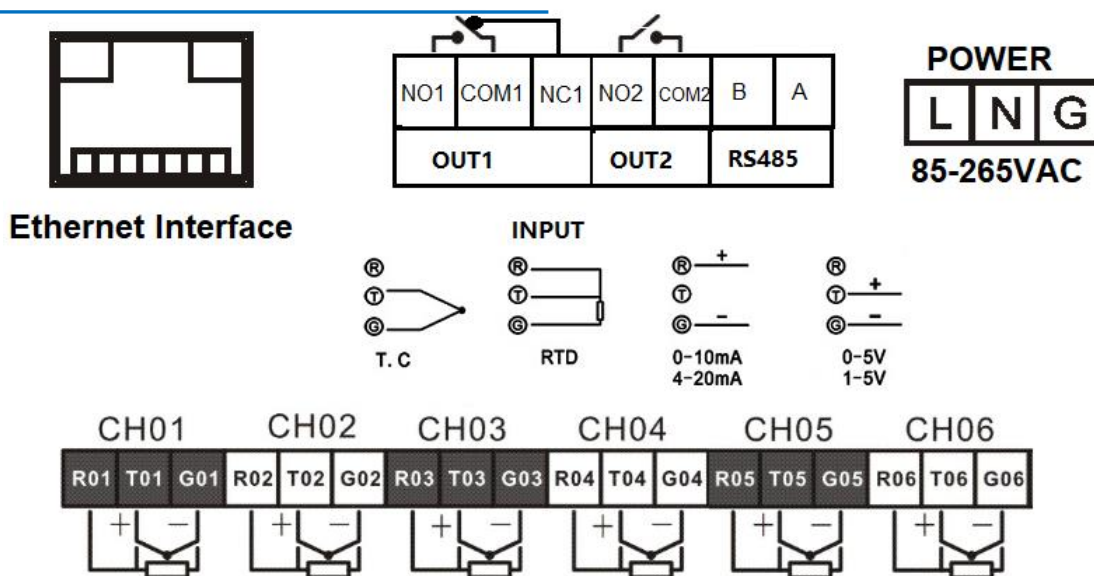 NO1 COM1 NC1 NO2 COM2 B A
OUT1 OUT2 RS485
POWER
L N G
85-265VAC
Ethernet Interface
INPUT
R R R R
T T + T T +
G G G - G -
T.C RTD 0-10mA 0-5V
4-20mA 1-5V
CH01 CH02 CH03 CH04 CH05 CH06
R01 T01 G01 R02 T02 G02 R03 T03 G03 R04 T04 G04 R05 T05 G05 R06 T06 G06
+ - + - + - + - + - + -